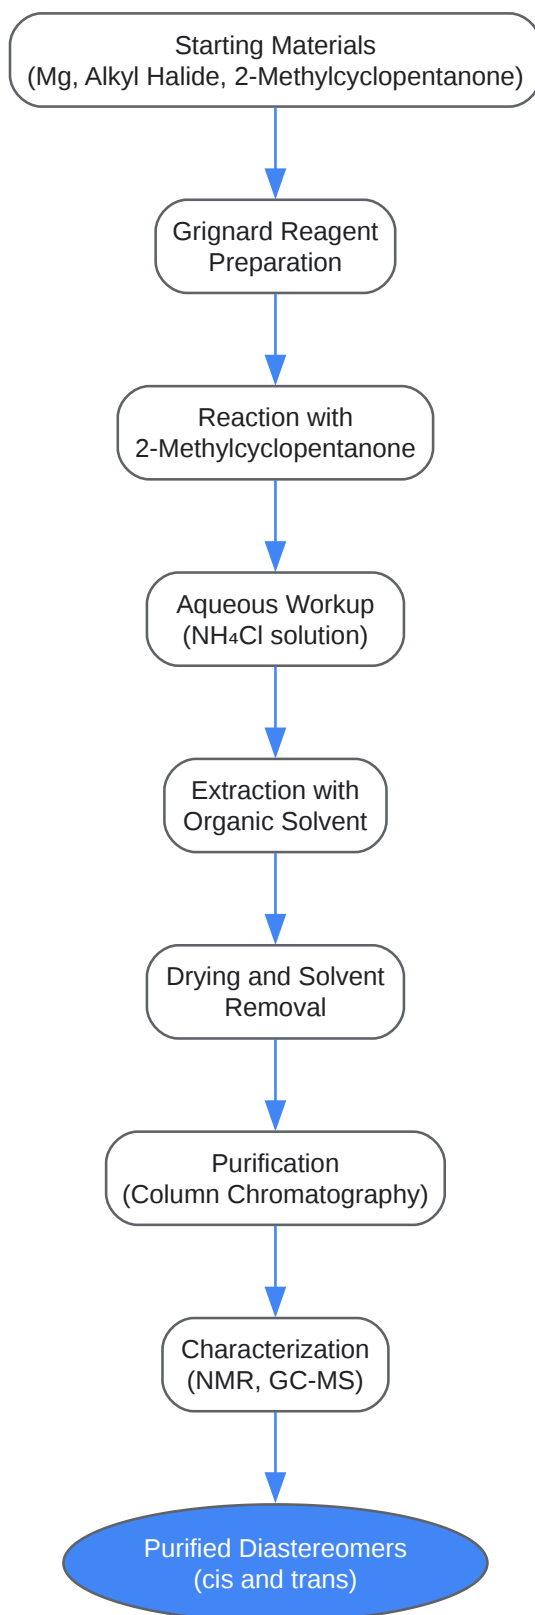 Starting Materials
(Mg, Alkyl Halide, 2-Methylcyclopentanone)
Grignard Reagent
Preparation
Reaction with
2-Methylcyclopentanone
Aqueous Workup
(NH₄Cl solution)
Extraction with
Organic Solvent
Drying and Solvent
Removal
Purification
(Column Chromatography)
Characterization
(NMR, GC-MS)
Purified Diastereomers
(cis and trans)